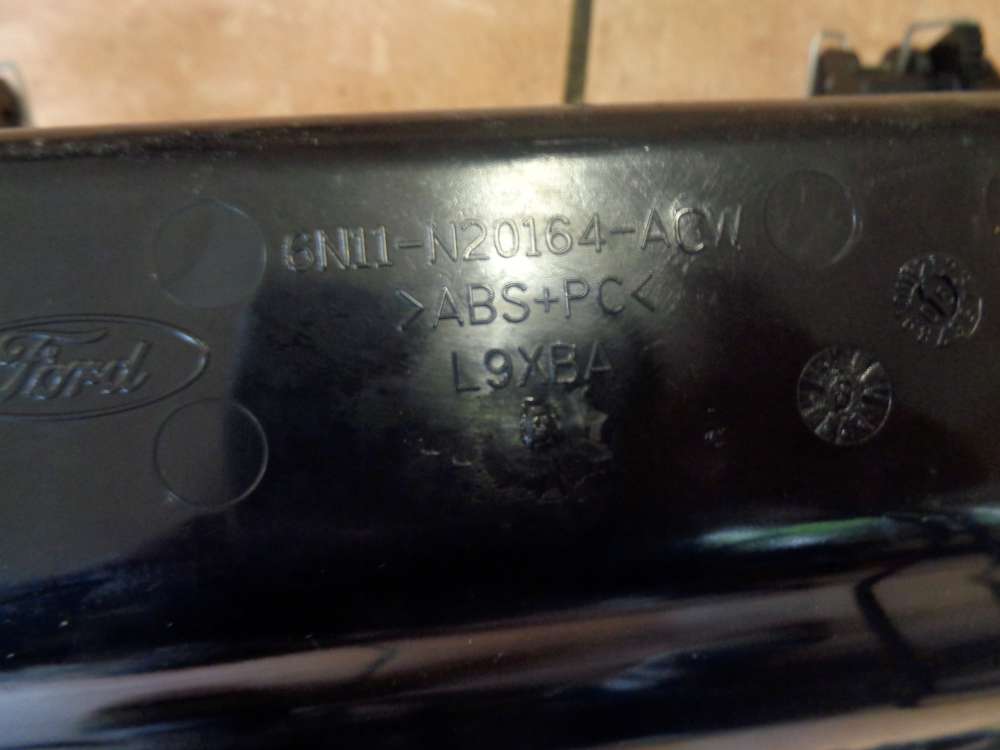 6N11-N20164-ACW
>ABS+PC<
Ford
L9XBA